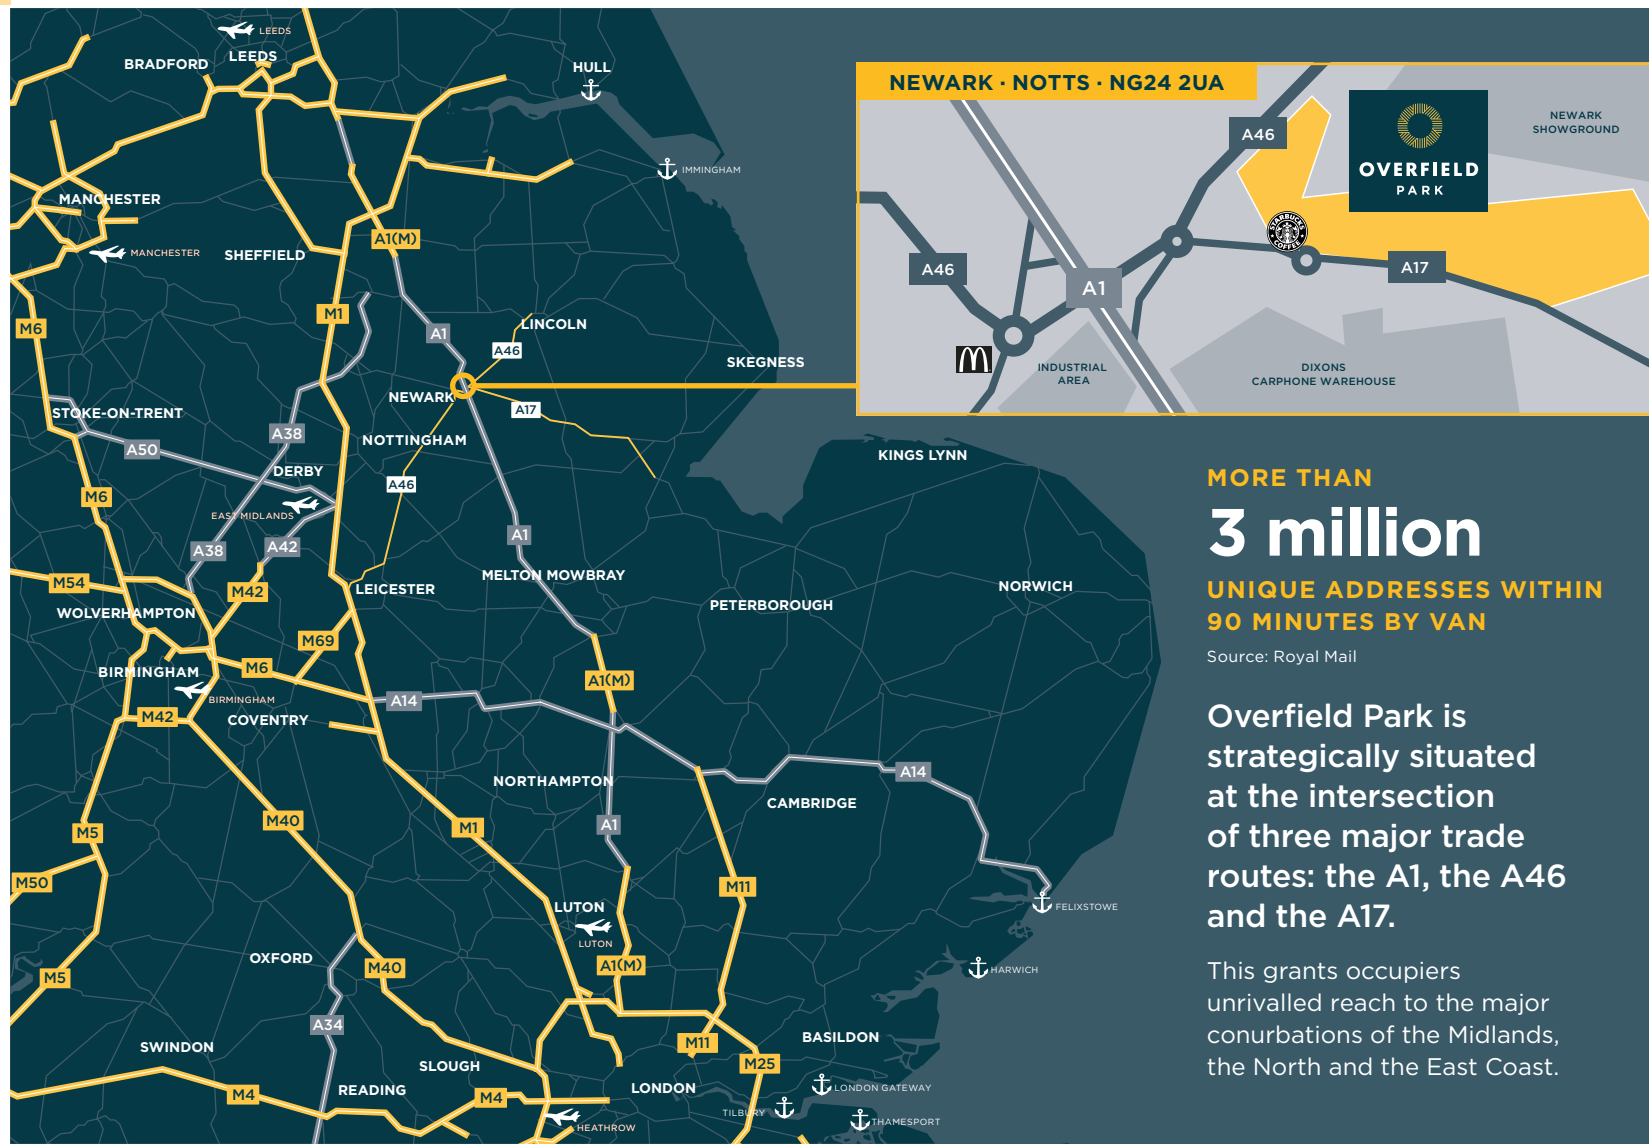 LEEDS
BRADFORD
LEEDS
HULL
IMMINGHAM
MANCHESTER
MANCHESTER
SHEFFIELD
A1(M)
M1
M6
A1
LINCOLN
A46
SKEGNESS
NEWARK
A17
STOKE-ON-TRENT
A38
NOTTINGHAM
A50
DERBY
KINGS LYNN
A46
M6
EAST MIDLANDS
A1
A38
A42
M54
M42
LEICESTER
MELTON MOWBRAY
NORWICH
WOLVERHAMPTON
PETERBOROUGH
M69
BIRMINGHAM
M6
A1(M)
BIRMINGHAM
A14
M42
COVENTRY
NORTHAMPTON
A14
CAMBRIDGE
M40
M1
A1
M5
M50
M11
LUTON
FELIXSTOWE
LUTON
OXFORD
M40
A1(M)
HARWICH
M5
A34
BASILDON
SWINDON
M11
SLOUGH
M25
READING
LONDON
LONDON GATEWAY
M4
M4
TILBURY
THAMESPORT
HEATHROW
NEWARK · NOTTS · NG24 2UA
A46
NEWARK
SHOWGROUND
OVERFIELD
PARK
STARBUCKS
COFFEE
A46
A17
A1
M
INDUSTRIAL
AREA
DIXONS
CARPHONE WAREHOUSE
MORE THAN
3 million
UNIQUE ADDRESSES WITHIN
90 MINUTES BY VAN
Source: Royal Mail
Overfield Park is
strategically situated
at the intersection
of three major trade
routes: the A1, the A46
and the A17.
This grants occupiers
unrivalled reach to the major
conurbations of the Midlands,
the North and the East Coast.